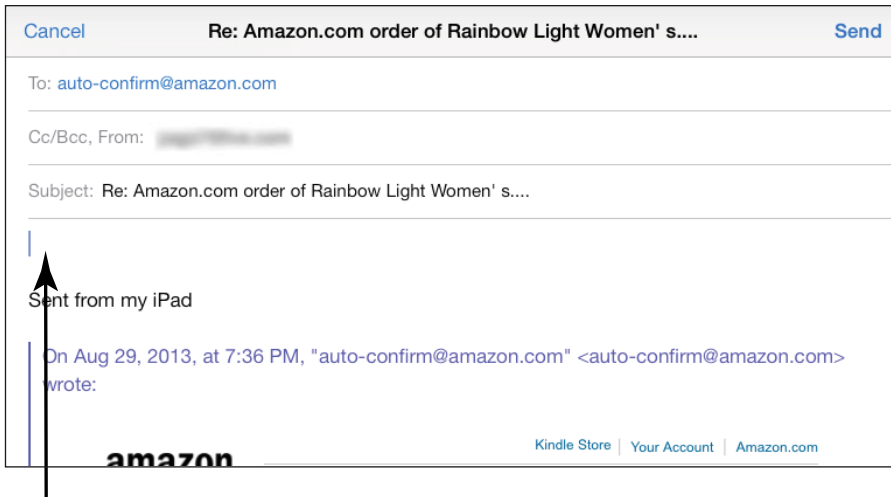 Cancel Re: Amazon.com order of Rainbow Light Women' s.... Send
To: auto-confirm@amazon.com
Cc/Bcc, From:
Subject: Re: Amazon.com order of Rainbow Light Women' s....
Sent from my iPad
On Aug 29, 2013, at 7:36 PM, "auto-confirm@amazon.com" <auto-confirm@amazon.com>
wrote:
Kindle Store | Your Account | Amazon.com
amazon